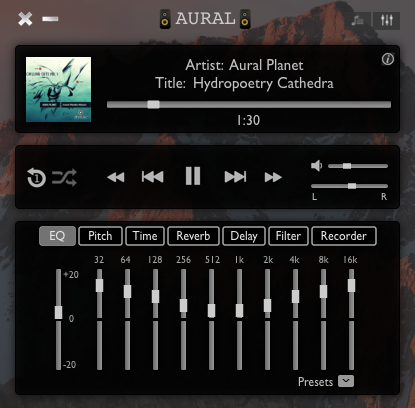 AURAL
Artist: Aural Planet
Title: Hydropoetry Cathedra
1:30
1
L R
EQ Pitch Time Reverb Delay Filter Recorder
32 64 128 256 512 1k 2k 4k 8k 16k
+20
0
-20
Presets